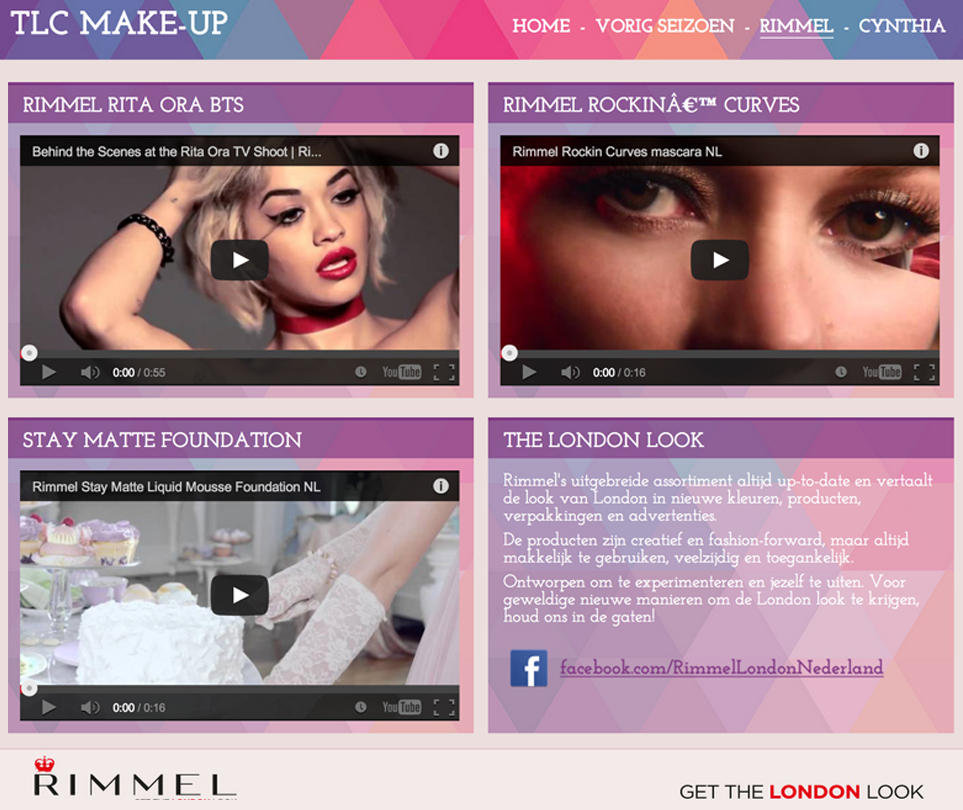 TLC MAKE-UP
HOME - VORIG SEIZOEN - RIMMEL - CYNTHIA
RIMMEL RITA ORA BTS
Behind the Scenes at the Rita Ora TV Shoot | Ri...
0:00 / 0:55
YouTube
RIMMEL ROCKINÂ€™ CURVES
Rimmel Rockin Curves mascara NL
0:00 / 0:16
YouTube
STAY MATTE FOUNDATION
Rimmel Stay Matte Liquid Mousse Foundation NL
0:00 / 0:16
YouTube
THE LONDON LOOK
Rimmel's uitgebreide assortiment altijd up-to-date en vertaalt
de look van London in nieuwe kleuren, producten,
verpakkingen en advertenties.
De producten zijn creatief en fashion-forward, maar altijd
makkelijk te gebruiken, veelzijdig en toegankelijk.
Ontworpen om te experimenteren en jezelf te uiten. Voor
geweldige nieuwe manieren om de London look te krijgen,
houd ons in de gaten!
facebook.com/RimmelLondonNederland
RIMMEL
GET THE LONDON LOOK